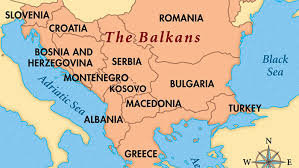 SLOVENIA
ROMANIA
CROATIA
The Balkans
BOSNIA AND
HERZEGOVINA
SERBIA
Black
Sea
MONTENEGRO
BULGARIA
KOSOVO
Adriatic Sea
MACEDONIA
ALBANIA
TURKEY
GREECE
N
W
E
S